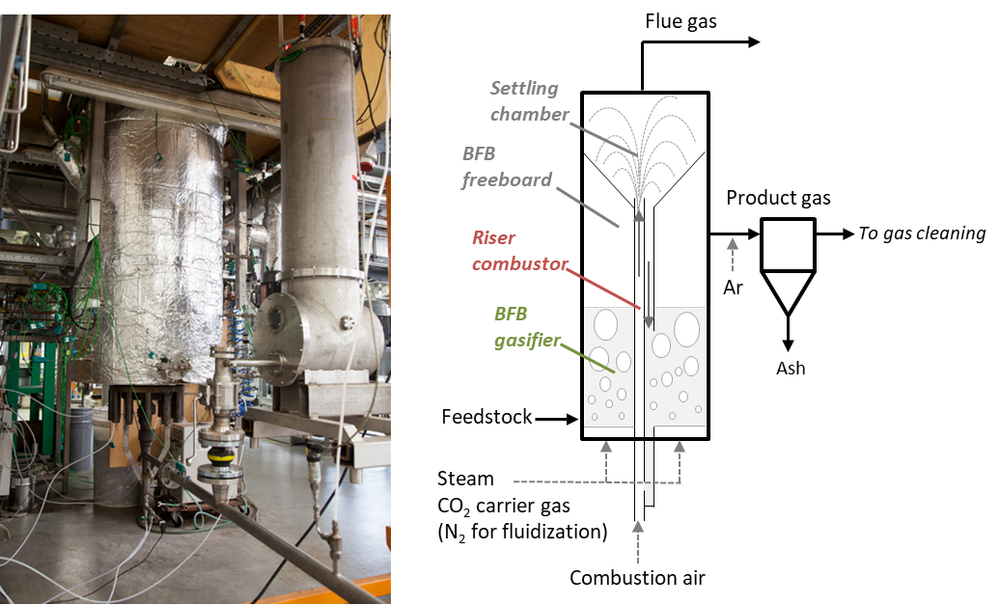 Flue gas
Settling
chamber
BFB
freeboard
Product gas
Riser
combustor
To gas cleaning
Ar
BFB
gasifier
Ash
Feedstock
Steam
CO₂ carrier gas
(N₂ for fluidization)
Combustion air